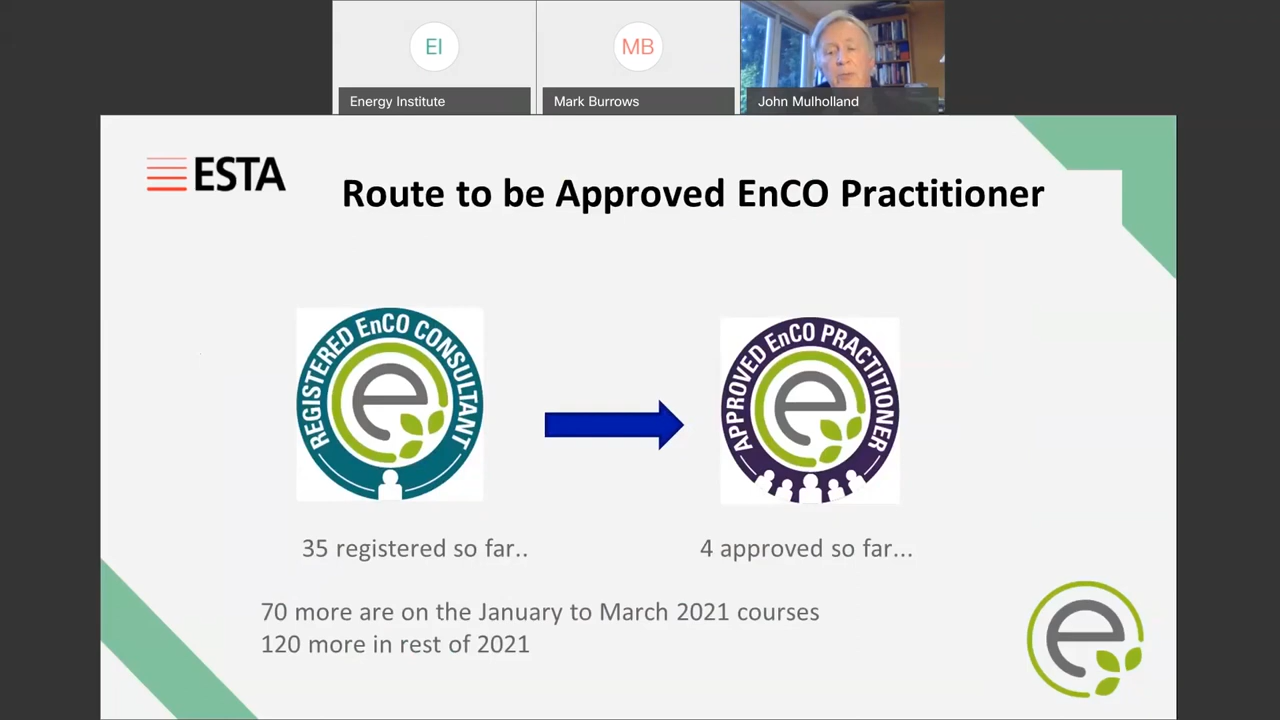 EI
MB
Energy Institute
Mark Burrows
John Mulholland
ESTA
Route to be Approved EnCO Practitioner
REGISTERED EnCO CONSULTANT
APPROVED EnCO PRACTITIONER
35 registered so far..
4 approved so far...
70 more are on the January to March 2021 courses
120 more in rest of 2021